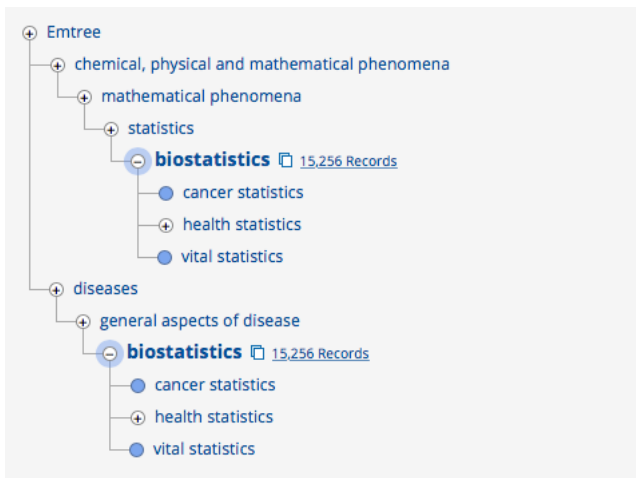 Emtree
chemical, physical and mathematical phenomena
mathematical phenomena
statistics
biostatistics 15,256 Records
cancer statistics
health statistics
vital statistics
diseases
general aspects of disease
biostatistics 15,256 Records
cancer statistics
health statistics
vital statistics